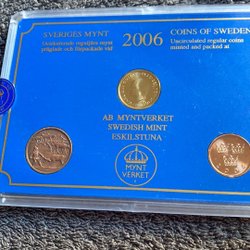 SVERIGES MYNT
2006
COINS OF SWEDEN
Ocirkulerade regulljära mynt
präglade och förpackade vid
Uncirculated regular coins
minted and packed at
AB MYNTVERKET
SWEDISH MINT
ESKILSTUNA
MYNT
VERKET